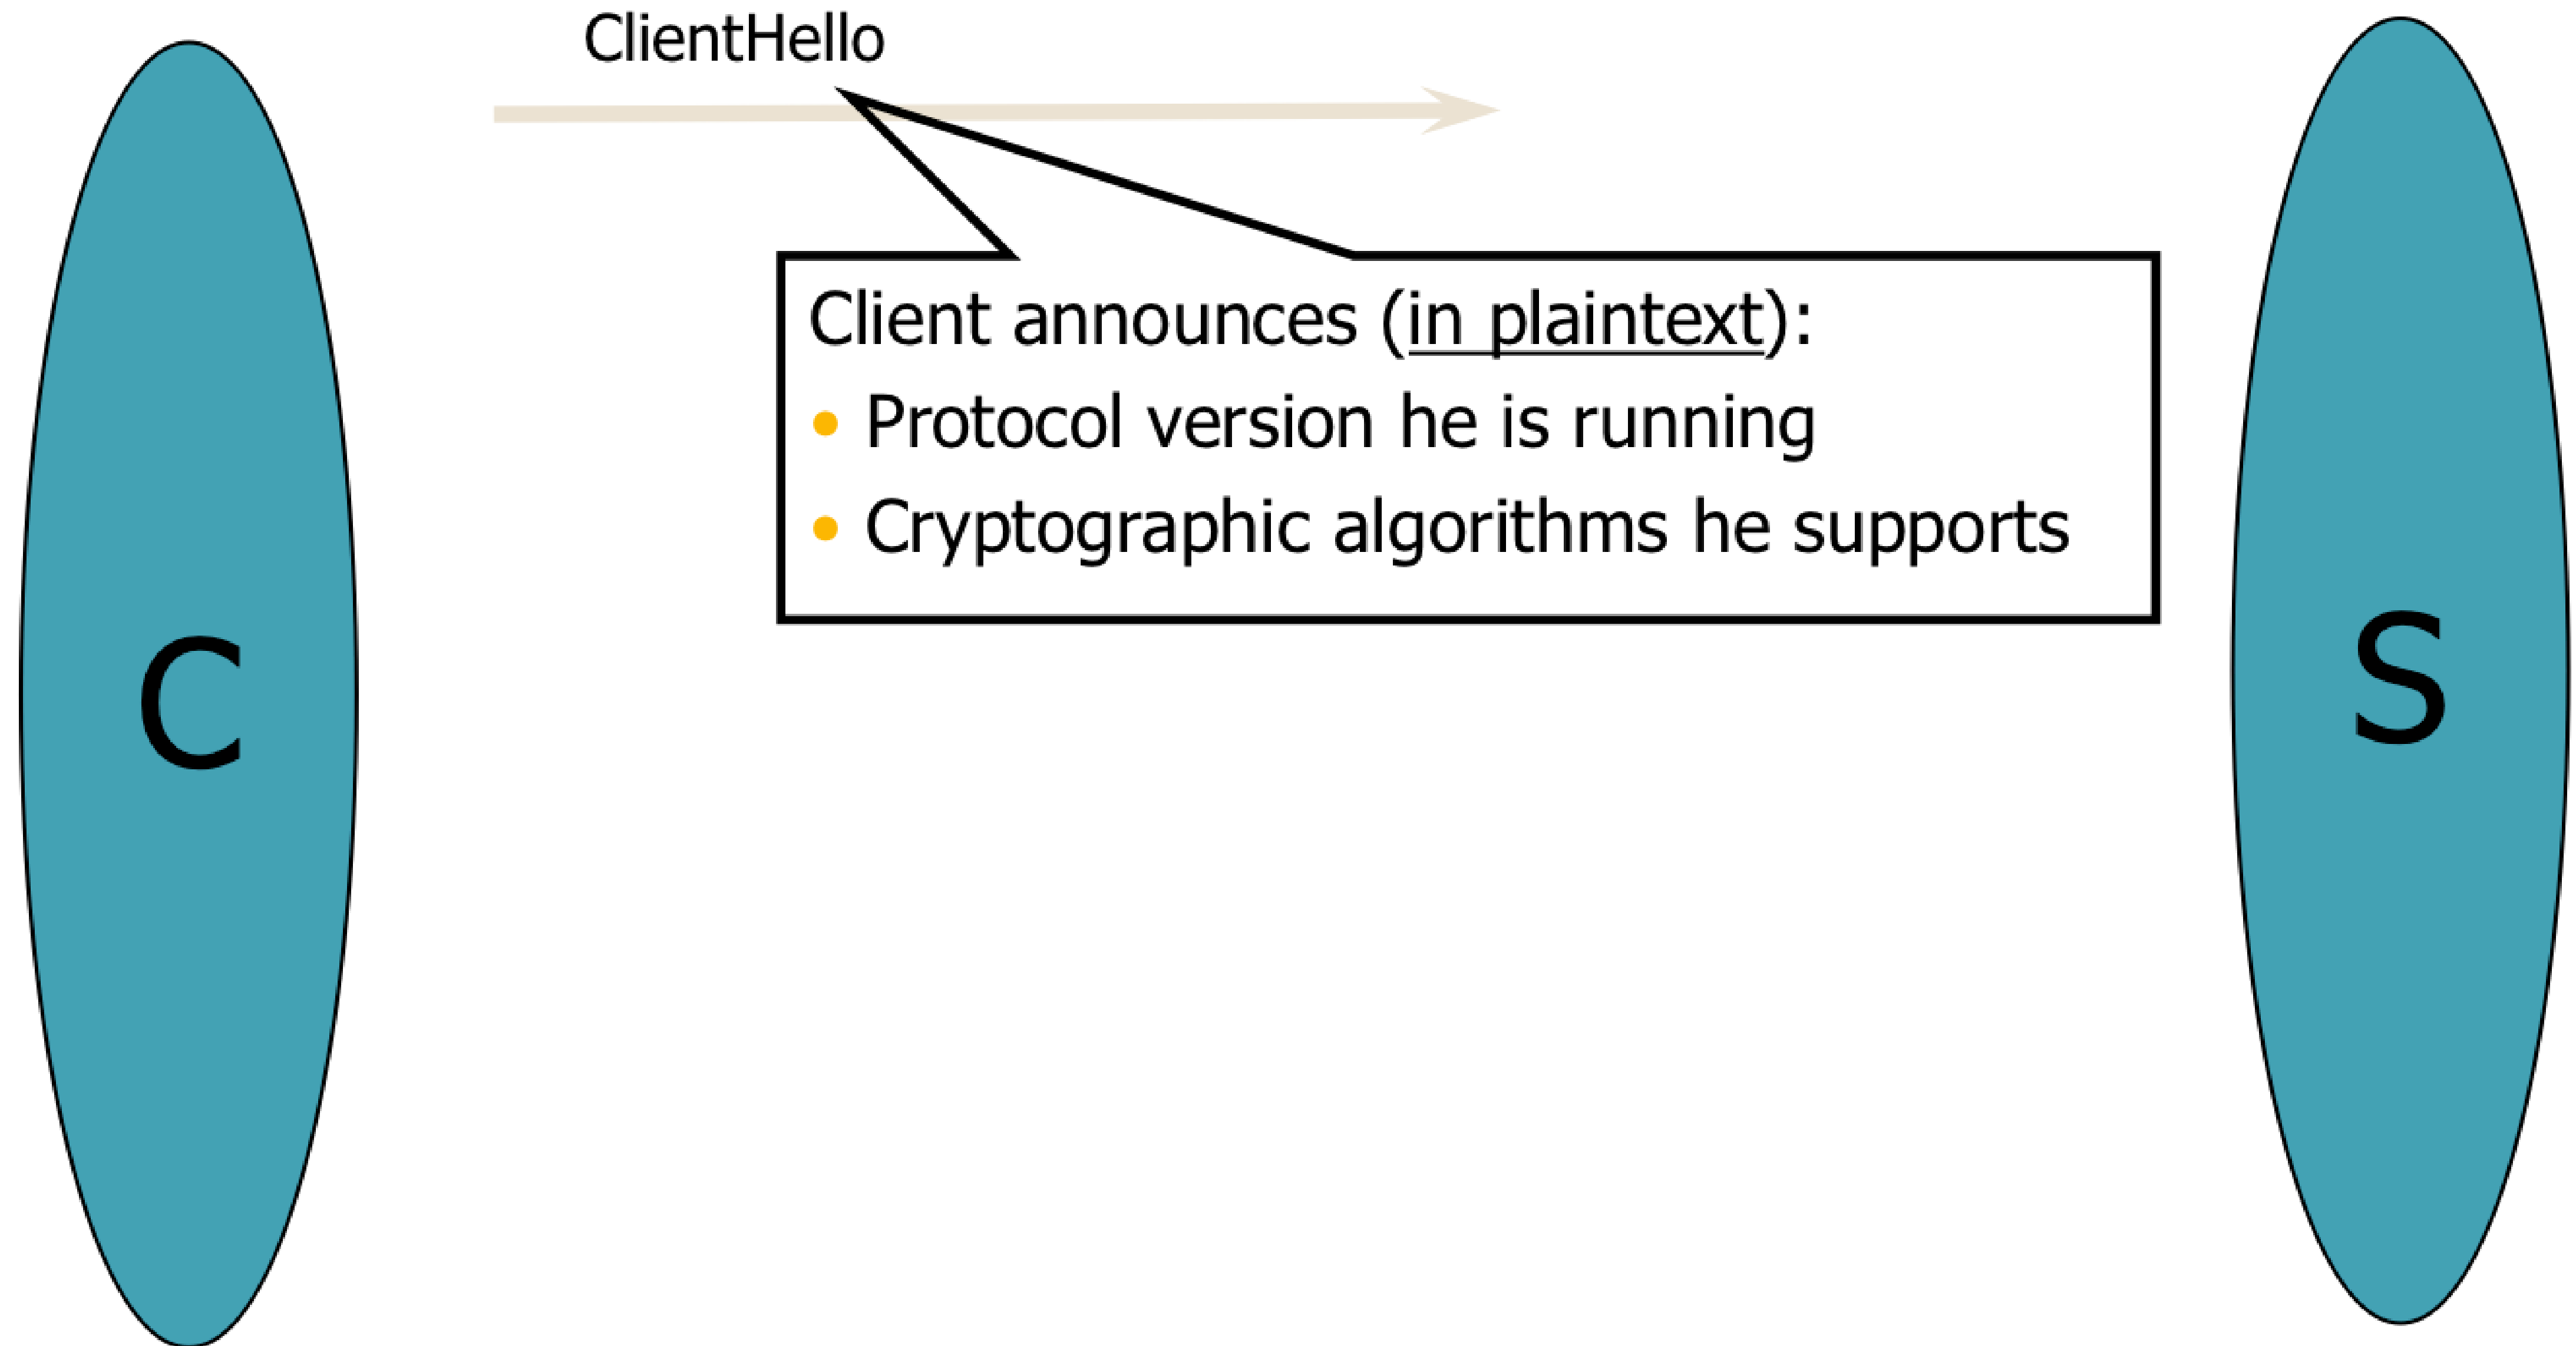 ClientHello
Client announces (in plaintext):
• Protocol version he is running
• Cryptographic algorithms he supports
C
S